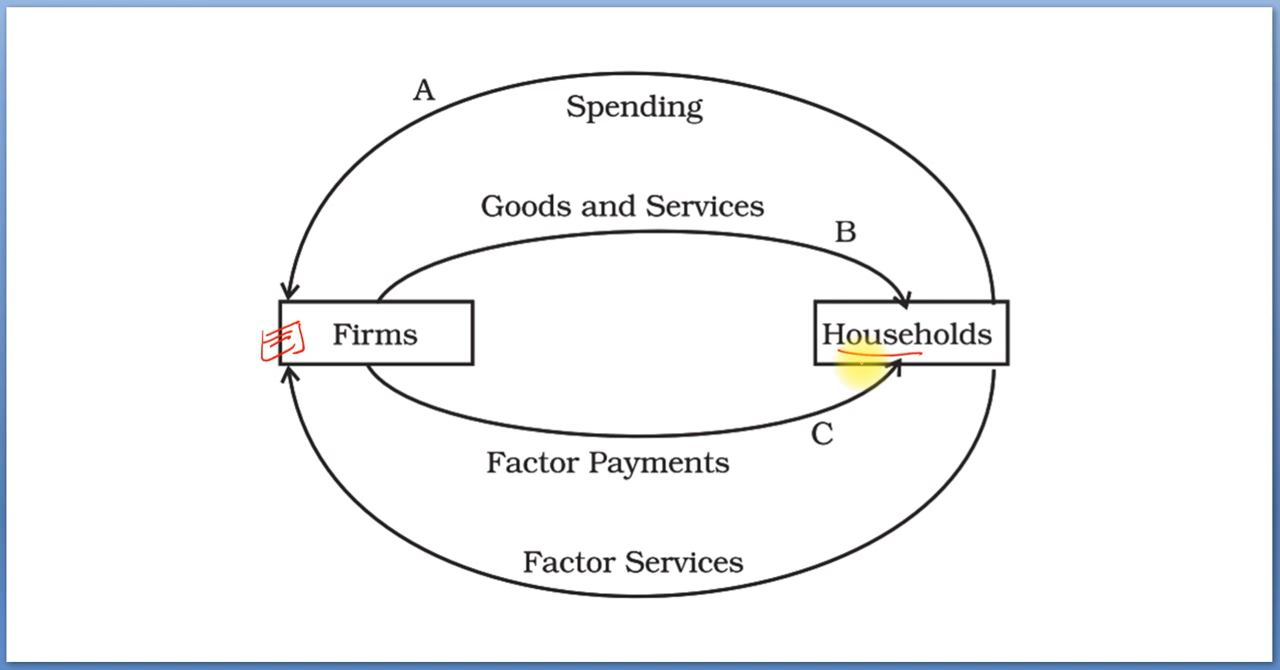 A
Spending
Goods and Services
B
Firms
Households
C
Factor Payments
Factor Services